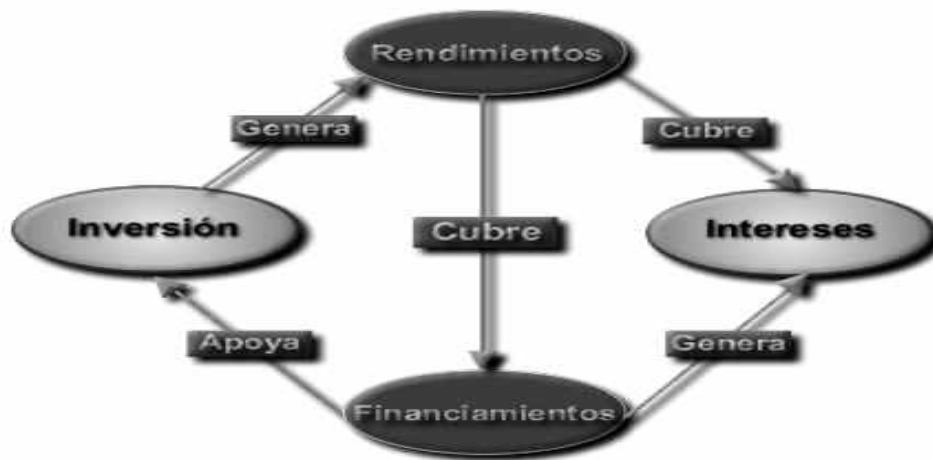 Rendimientos
Genera
Cubre
Inversión
Cubre
Intereses
Apoya
Genera
Financiamientos